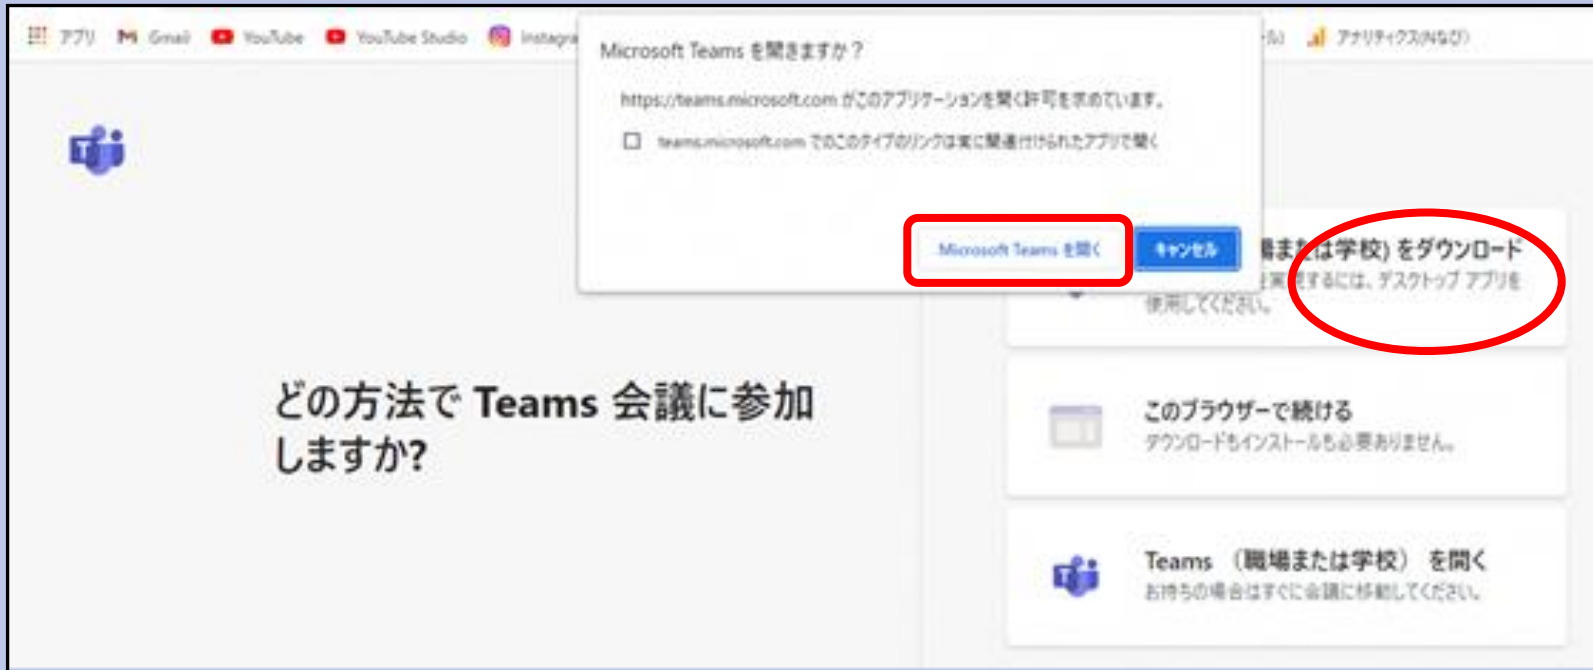 アプリ Gmail YouTube YouTube Studio Instagra
アナリティクス(Nなび)
Microsoft Teams を開きますか？
https://teams.microsoft.com がこのアプリケーションを開く許可を求めています。
teams.microsoft.com でのこのタイプのリンクは常に関連付けられたアプリで開く
Microsoft Teams を開く キャンセル
場または学校) をダウンロード
を実現するには、デスクトップ アプリを
使用してください。
どの方法で Teams 会議に参加
しますか?
このブラウザーで続ける
ダウンロードもインストールも必要ありません。
Teams （職場または学校） を開く
お持ちの場合はすぐに会議に移動してください。